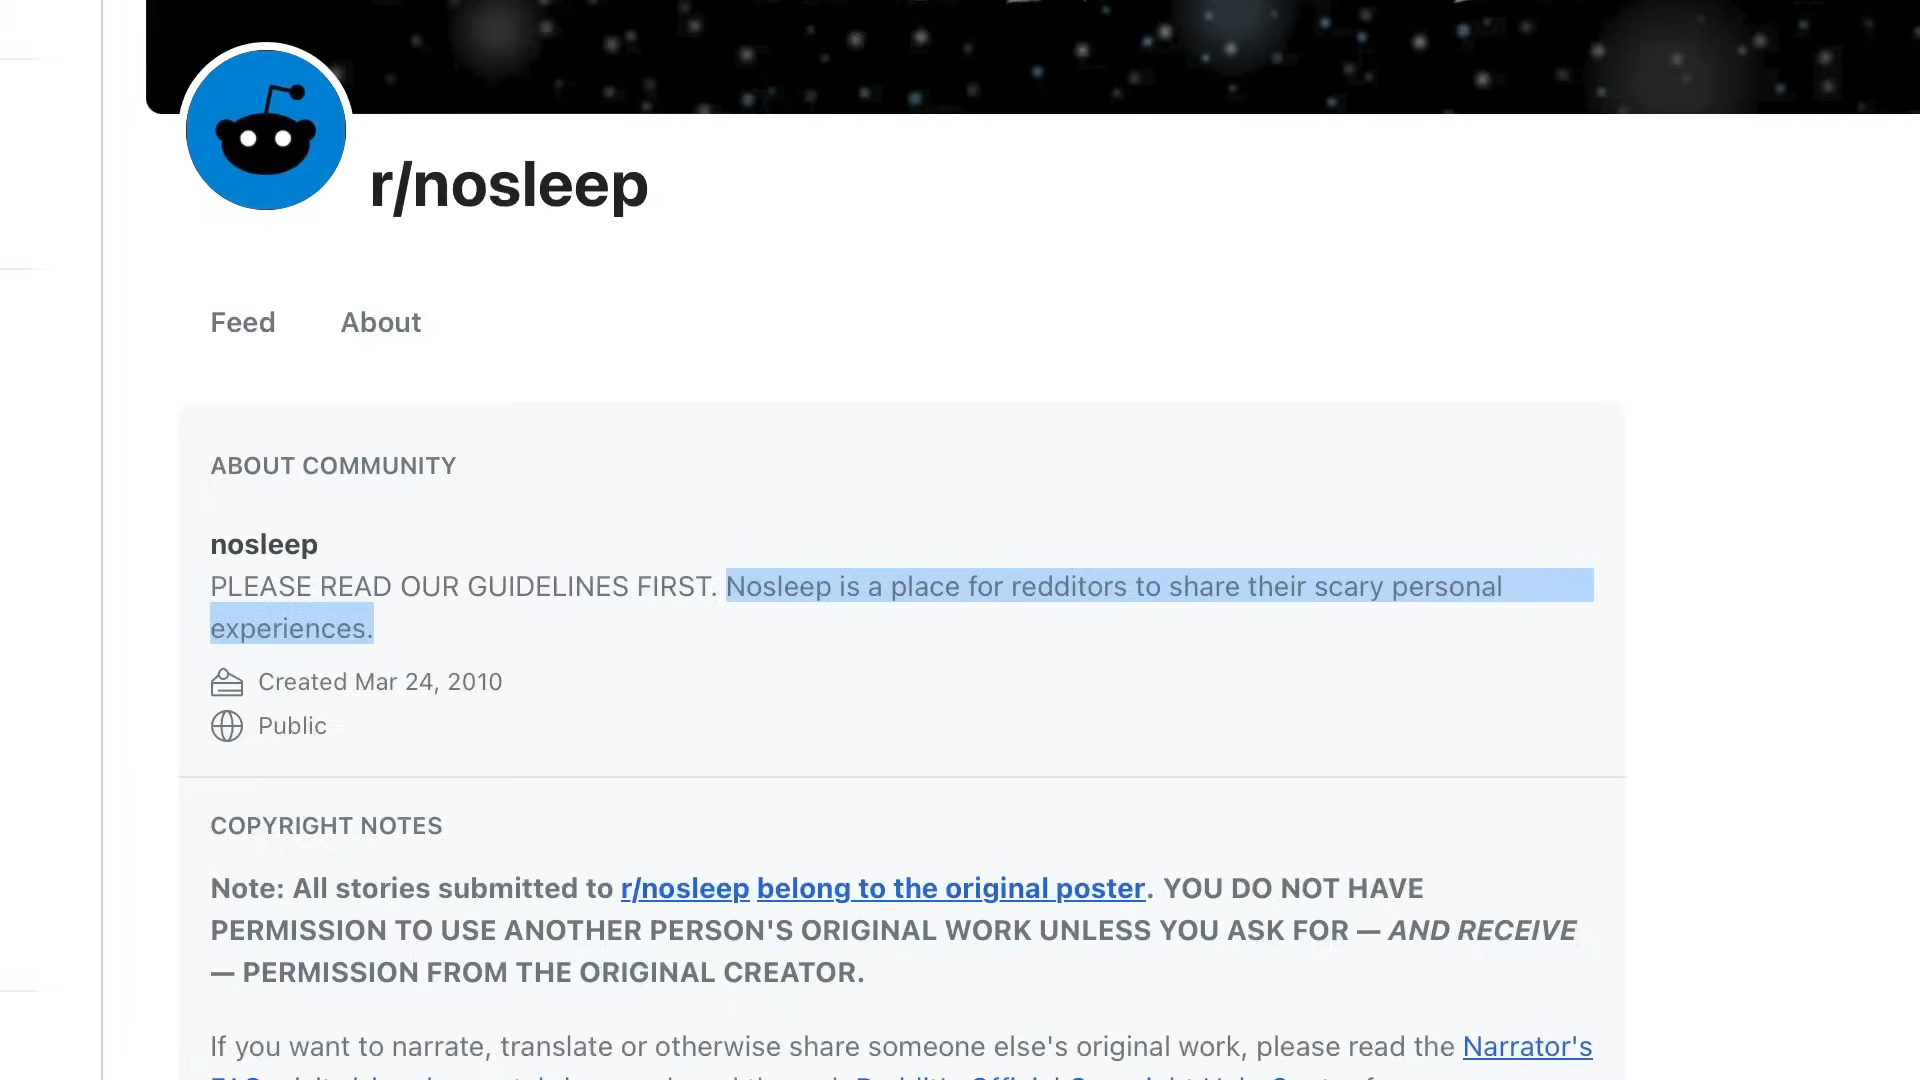 r/nosleep
Feed
About
ABOUT COMMUNITY
nosleep
PLEASE READ OUR GUIDELINES FIRST. Nosleep is a place for redditors to share their scary personal
experiences.
Created Mar 24, 2010
Public
COPYRIGHT NOTES
Note: All stories submitted to r/nosleep belong to the original poster. YOU DO NOT HAVE
PERMISSION TO USE ANOTHER PERSON'S ORIGINAL WORK UNLESS YOU ASK FOR — AND RECEIVE
— PERMISSION FROM THE ORIGINAL CREATOR.
If you want to narrate, translate or otherwise share someone else's original work, please read the Narrator's